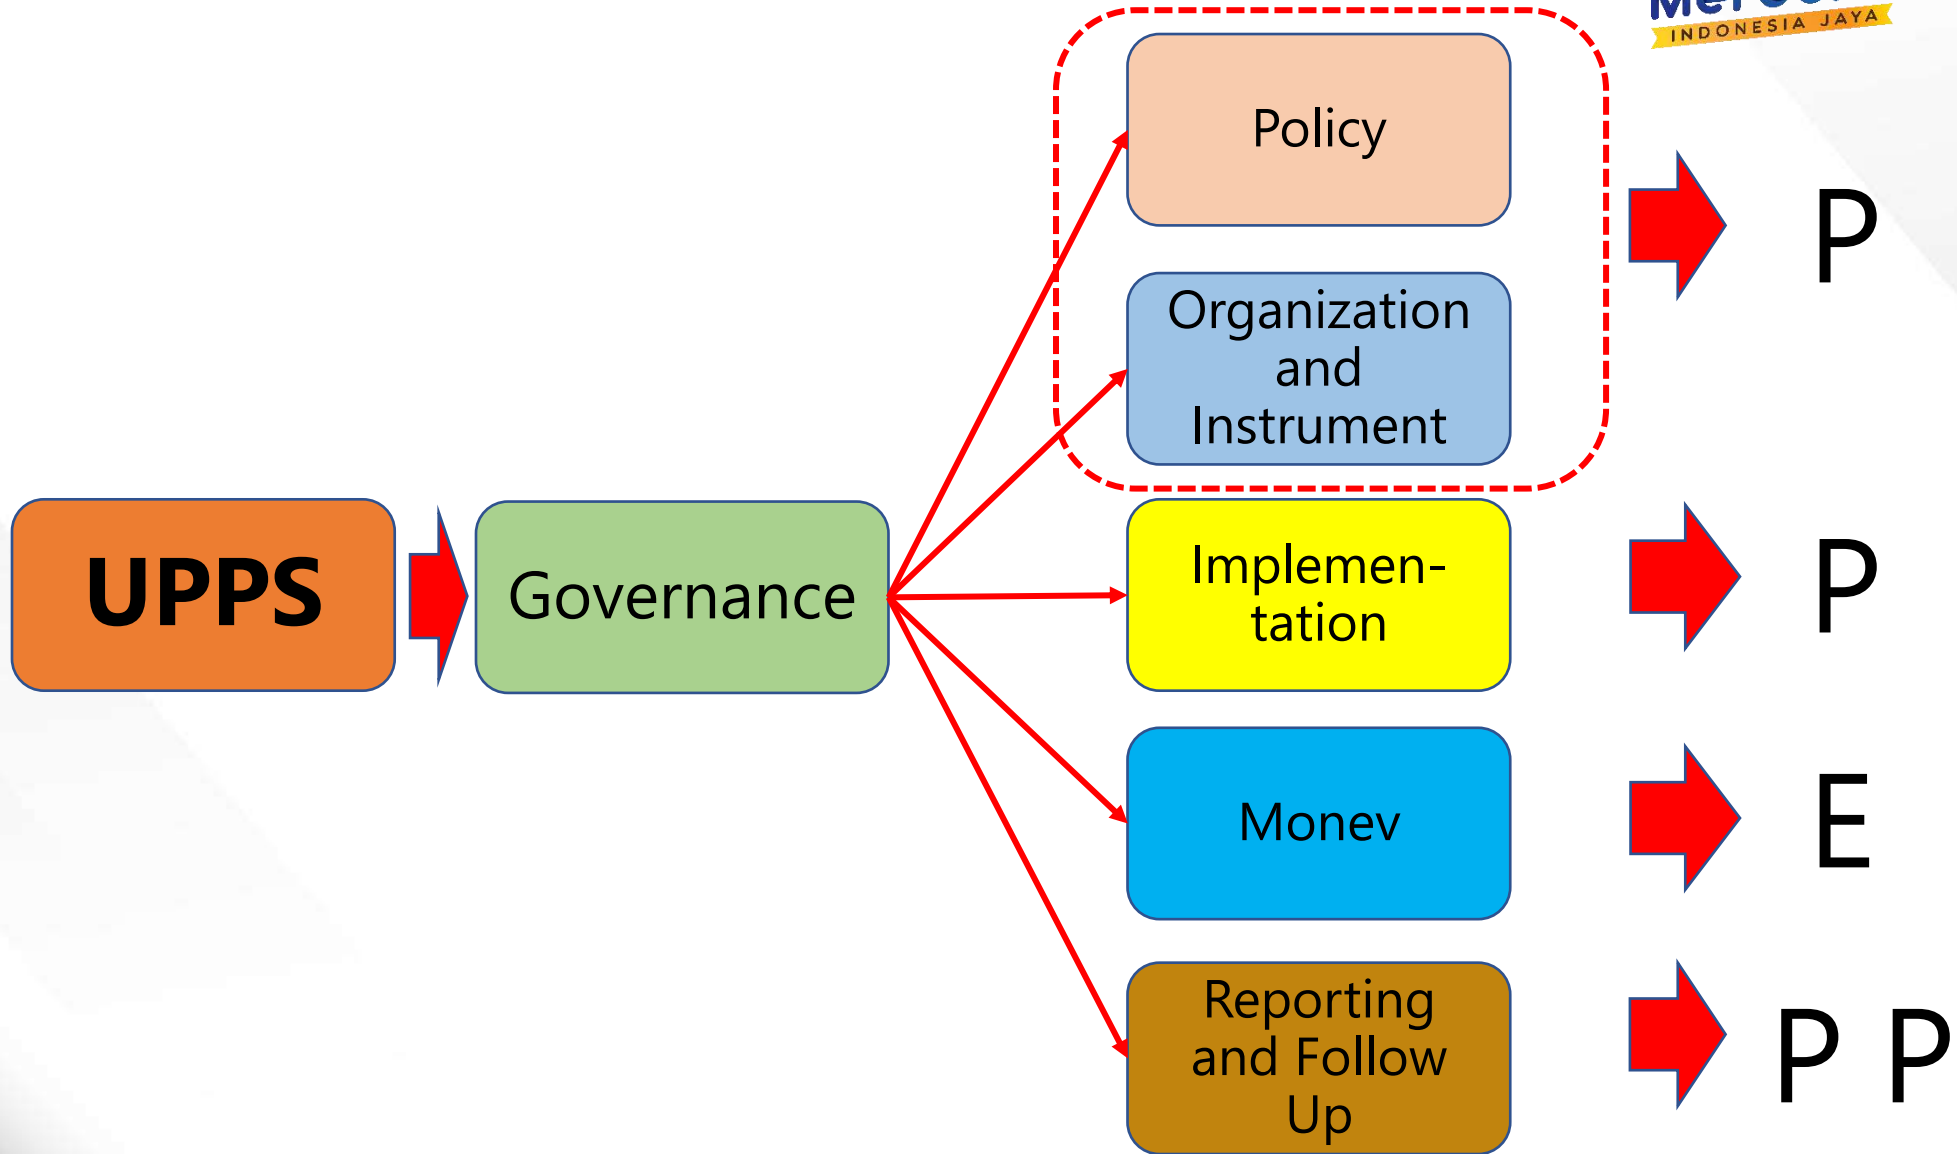 INDONESIA JAYA
Policy
P
Organization
and
Instrument
UPPS
Governance
Implemen-
tation
P
Monev
E
Reporting
and Follow
Up
P P